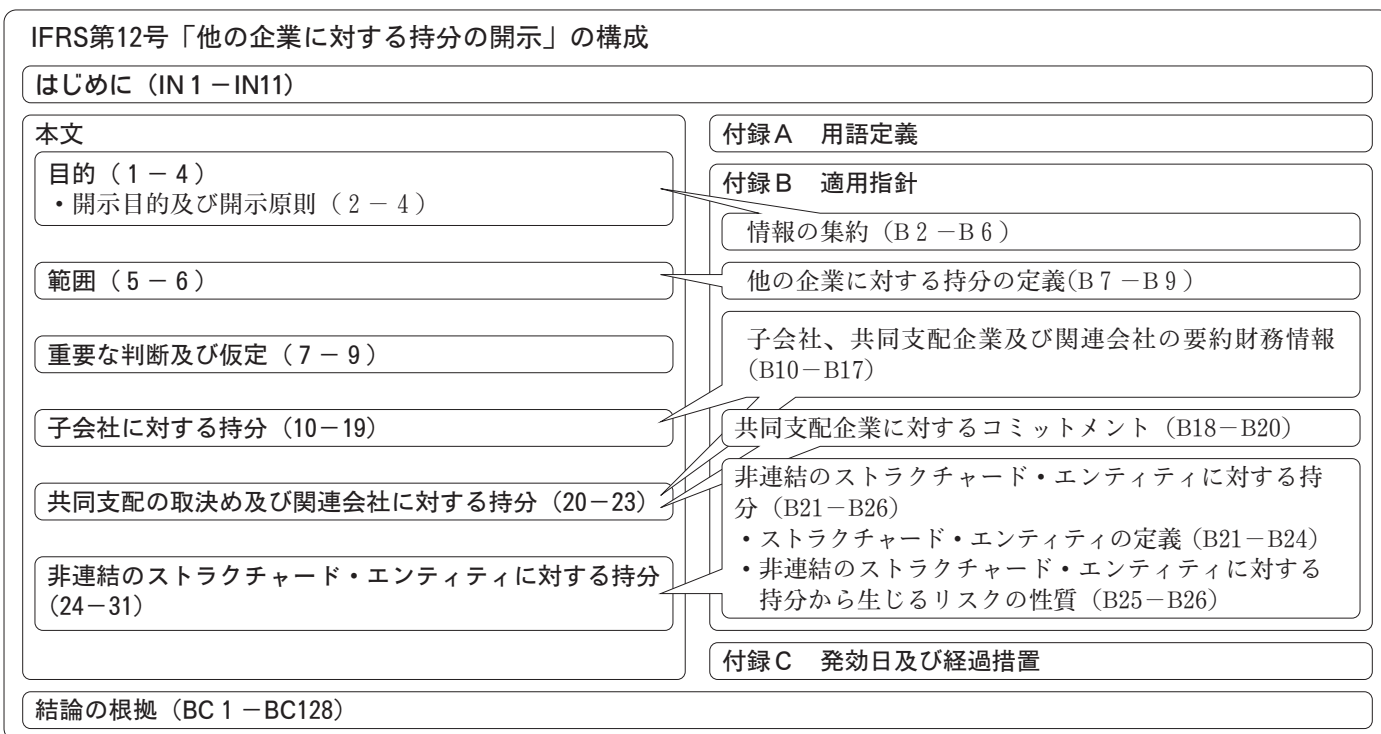 IFRS第12号「他の企業に対する持分の開示」の構成
はじめに（IN１－IN11）
本文
目的（１－４）
・開示目的及び開示原則（２－４）
範囲（５－６）
重要な判断及び仮定（７－９）
子会社に対する持分（10－19）
共同支配の取決め及び関連会社に対する持分（20－23）
非連結のストラクチャード・エンティティに対する持分
（24－31）
付録Ａ　用語定義
付録Ｂ　適用指針
情報の集約（B２－B６）
他の企業に対する持分の定義(B７－B９）
子会社、共同支配企業及び関連会社の要約財務情報
（B10－B17）
共同支配企業に対するコミットメント（B18－B20）
非連結のストラクチャード・エンティティに対する持
分（B21－B26）
・ストラクチャード・エンティティの定義（B21－B24）
・非連結のストラクチャード・エンティティに対する
持分から生じるリスクの性質（B25－B26）
付録Ｃ　発効日及び経過措置
結論の根拠（BC１－BC128）